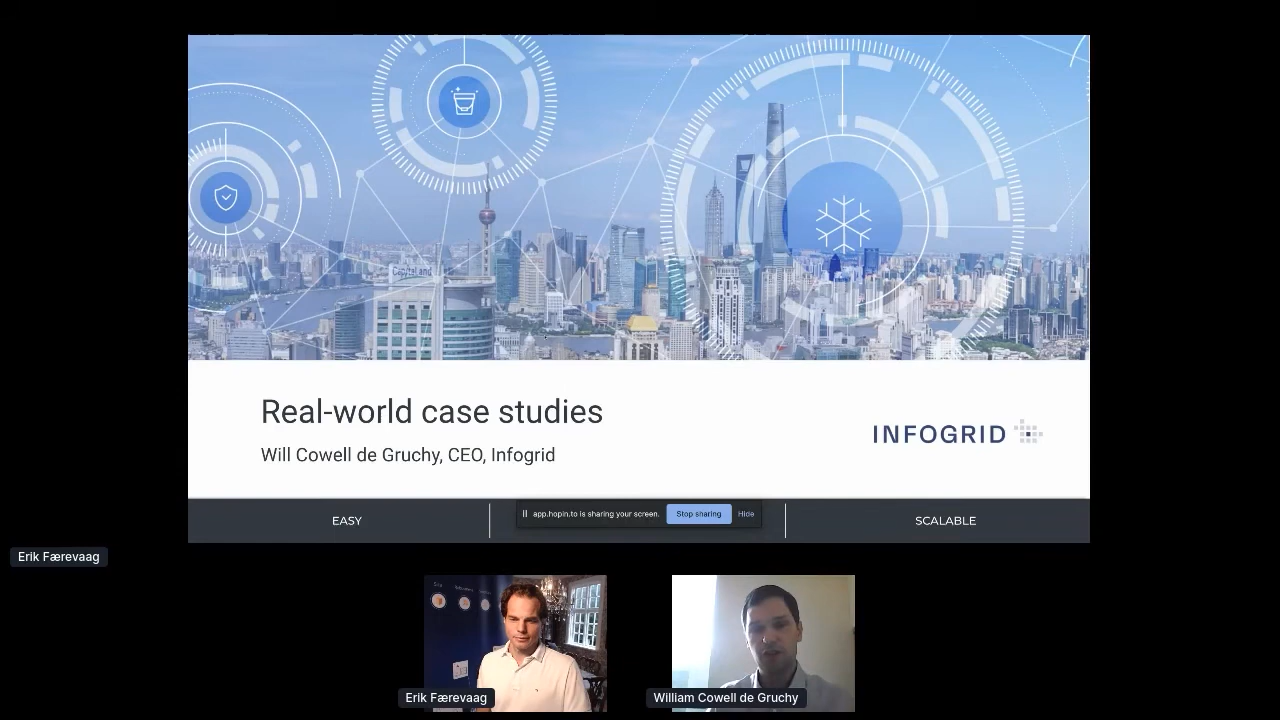 CapitaLand
Real-world case studies
Will Cowell de Gruchy, CEO, Infogrid
INFOGRID
EASY
app.hopin.to is sharing your screen.
Stop sharing
Hide
SCALABLE
Erik Færevaag
Erik Færevaag
William Cowell de Gruchy